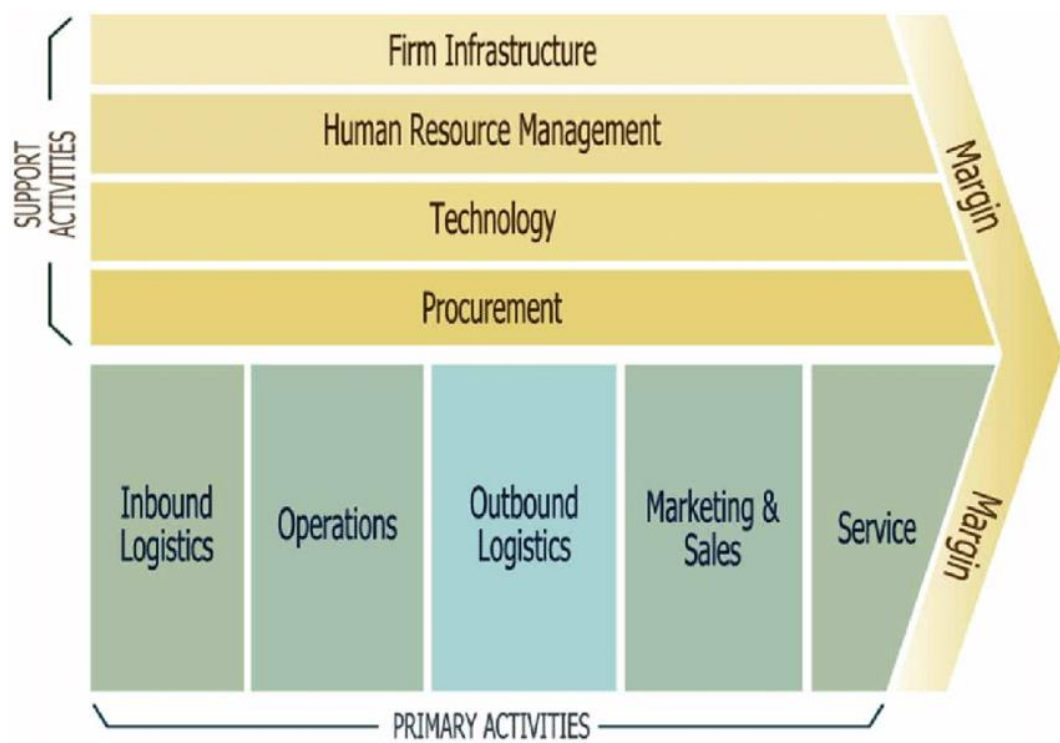 Firm Infrastructure
Human Resource Management
Technology
Procurement
SUPPORT
ACTIVITIES
Margin
Inbound
Logistics
Operations
Outbound
Logistics
Marketing &
Sales
Service
Margin
PRIMARY ACTIVITIES